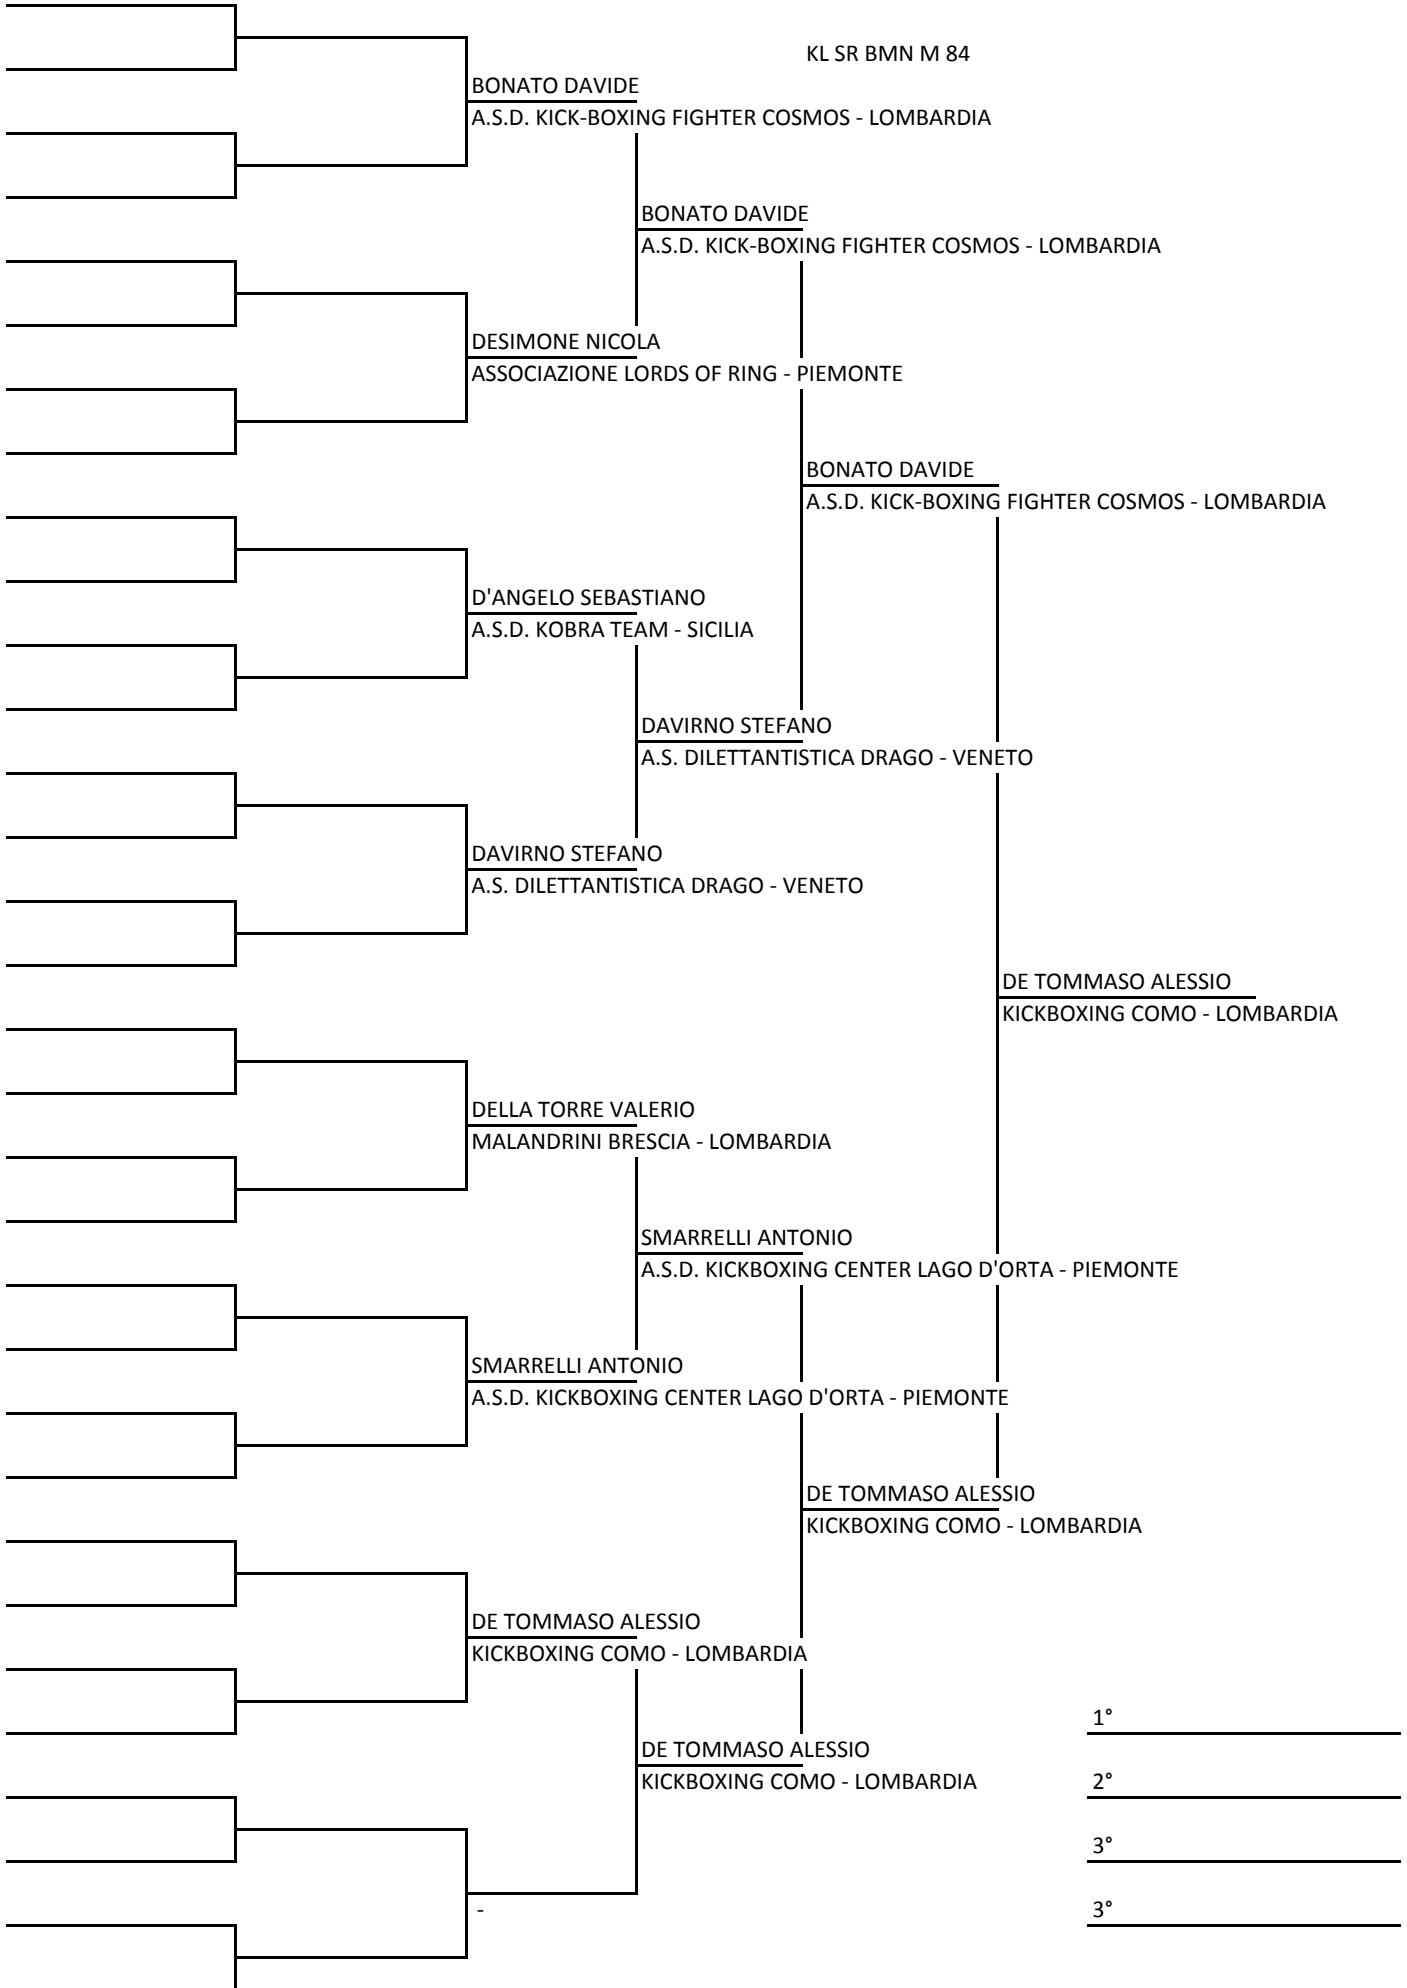 KL SR BMN M 84
BONATO DAVIDE
A.S.D. KICK-BOXING FIGHTER COSMOS - LOMBARDIA
BONATO DAVIDE
A.S.D. KICK-BOXING FIGHTER COSMOS - LOMBARDIA
DESIMONE NICOLA
ASSOCIAZIONE LORDS OF RING - PIEMONTE
BONATO DAVIDE
A.S.D. KICK-BOXING FIGHTER COSMOS - LOMBARDIA
D'ANGELO SEBASTIANO
A.S.D. KOBRA TEAM - SICILIA
DAVIRNO STEFANO
A.S. DILETTANTISTICA DRAGO - VENETO
DAVIRNO STEFANO
A.S. DILETTANTISTICA DRAGO - VENETO
DE TOMMASO ALESSIO
KICKBOXING COMO - LOMBARDIA
DELLA TORRE VALERIO
MALANDRINI BRESCIA - LOMBARDIA
SMARRELLI ANTONIO
A.S.D. KICKBOXING CENTER LAGO D'ORTA - PIEMONTE
SMARRELLI ANTONIO
A.S.D. KICKBOXING CENTER LAGO D'ORTA - PIEMONTE
DE TOMMASO ALESSIO
KICKBOXING COMO - LOMBARDIA
DE TOMMASO ALESSIO
KICKBOXING COMO - LOMBARDIA
1°
DE TOMMASO ALESSIO
KICKBOXING COMO - LOMBARDIA
2°
3°
-
3°